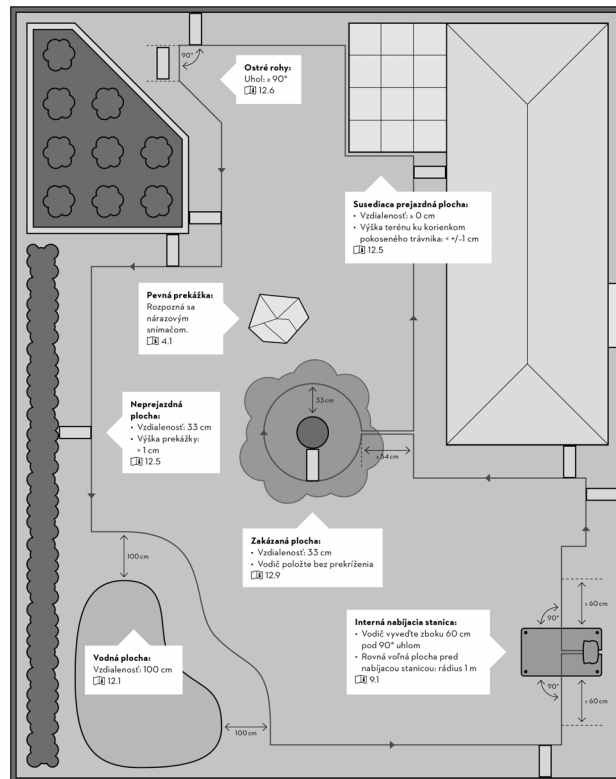 90°
Ostré rohy:
Uhol: ≥ 90°
12.6
Susediaca prejazdná plocha:
• Vzdialenosť: ≥ 0 cm
• Výška terénu ku korienkom
pokoseného trávnika: < +/–1 cm
12.5
Pevná prekážka:
Rozpozná sa
nárazovým
snímačom.
4.1
33 cm
Neprejazdná
plocha:
• Vzdialenosť: 33 cm
• Výška prekážky:
> 1 cm
12.5
≥ 54 cm
Zakázaná plocha:
• Vzdialenosť: 33 cm
• Vodič položte bez prekríženia
12.9
100 cm
≥ 60 cm
90°
Interná nabíjacia stanica:
• Vodič vyveďte zboku 60 cm
pod 90° uhlom
• Rovná voľná plocha pred
nabíjacou stanicou: rádius 1 m
9.1
Vodná plocha:
Vzdialenosť: 100 cm
12.1
90°
≥ 60 cm
100 cm